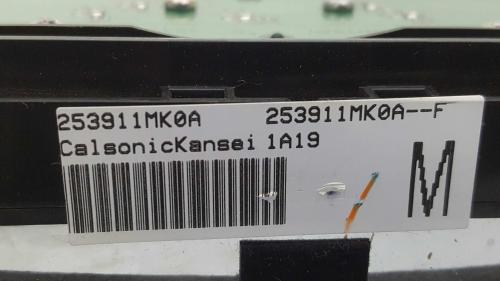 253911MK0A 253911MK0A--F
CalsonicKansei 1A19
M